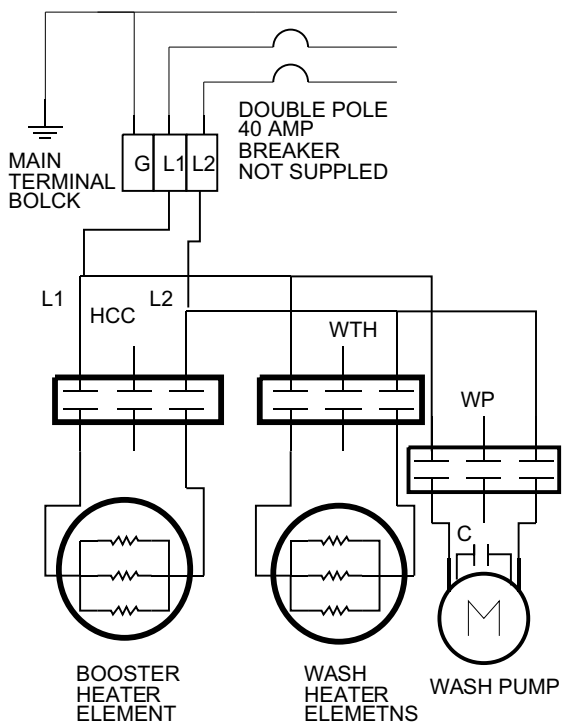 DOUBLE POLE
40 AMP
BREAKER
NOT SUPPLED
MAIN
TERMINAL
BOLCK
G L1 L2
L1 L2
HCC
WTH
WP
C
M
BOOSTER
HEATER
ELEMENT
WASH
HEATER
ELEMETNS
WASH PUMP